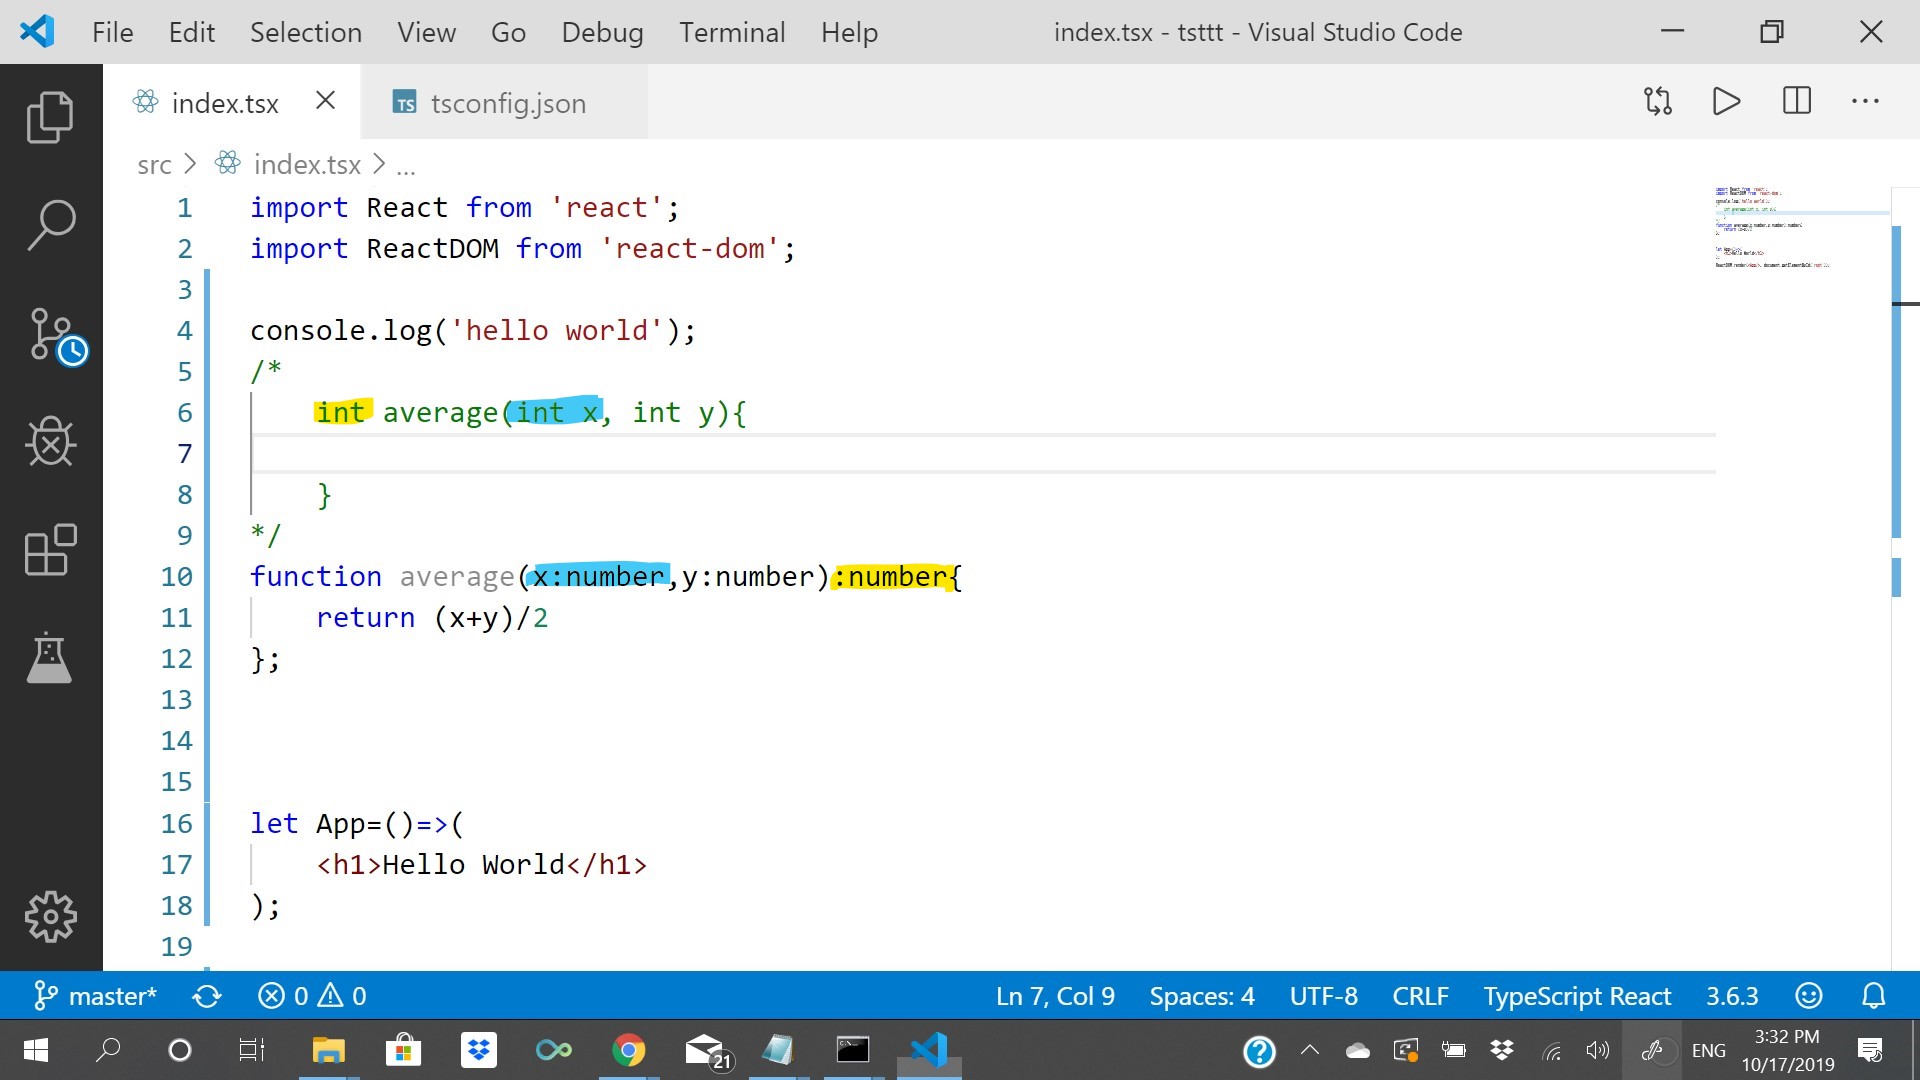 File Edit Selection View Go Debug Terminal Help index.tsx - tsttt - Visual Studio Code
index.tsx TS tsconfig.json
src > index.tsx > ...
1 import React from 'react';
2 import ReactDOM from 'react-dom';
3
4 console.log('hello world');
5 /*
6 int average(int x, int y){
7
8 }
9 */
10 function average(x:number,y:number):number{
11 return (x+y)/2
12 };
13
14
15
16 let App=()=>(
17 <h1>Hello World</h1>
18 );
19
master* 0 0 Ln 7, Col 9 Spaces: 4 UTF-8 CRLF TypeScript React 3.6.3
21 ENG 3:32 PM
10/17/2019